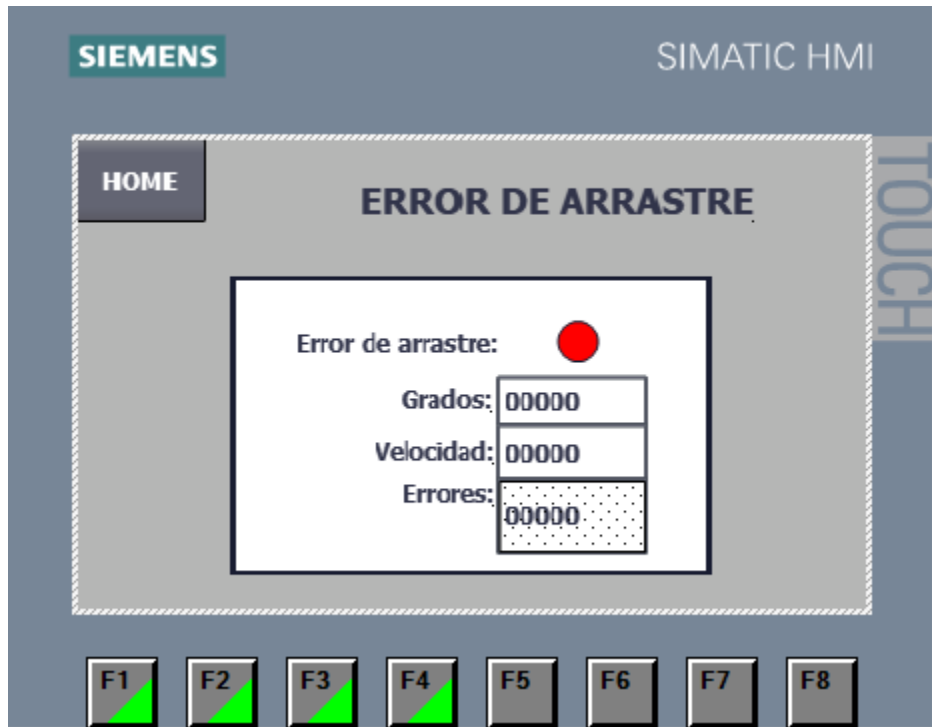 SIEMENS
SIMATIC HMI
TOUCH
HOME
ERROR DE ARRASTRE
Error de arrastre:
Grados: 00000
Velocidad: 00000
Errores: 00000
F1 F2 F3 F4 F5 F6 F7 F8